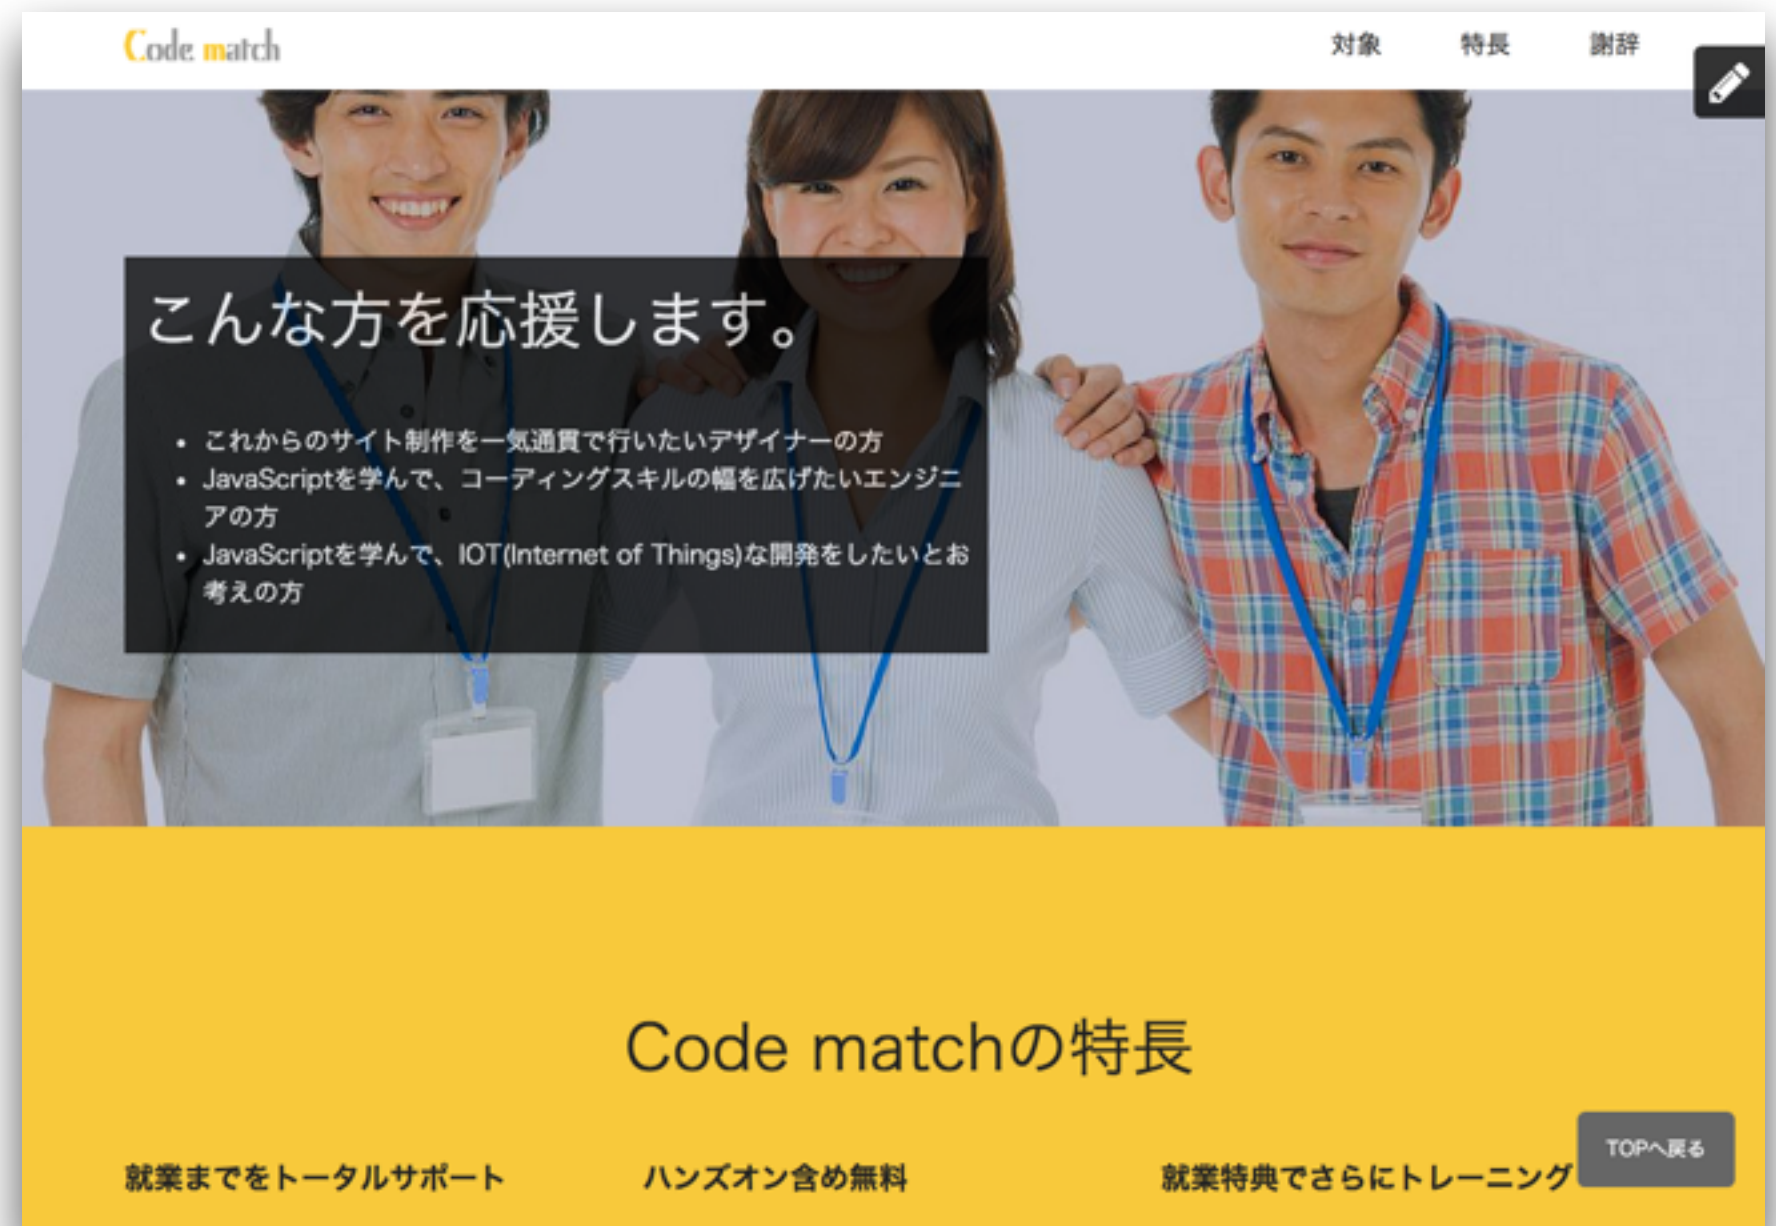 Code match
対象 特長 謝辞
こんな方を応援します。
これからのサイト制作を一気通貫で行いたいデザイナーの方
JavaScriptを学んで、コーディングスキルの幅を広げたいエンジニ
アの方
JavaScriptを学んで、IOT(Internet of Things)な開発をしたいとお
考えの方
Code matchの特長
就業までをトータルサポート
ハンズオン含め無料
就業特典でさらにトレーニング
TOPへ戻る